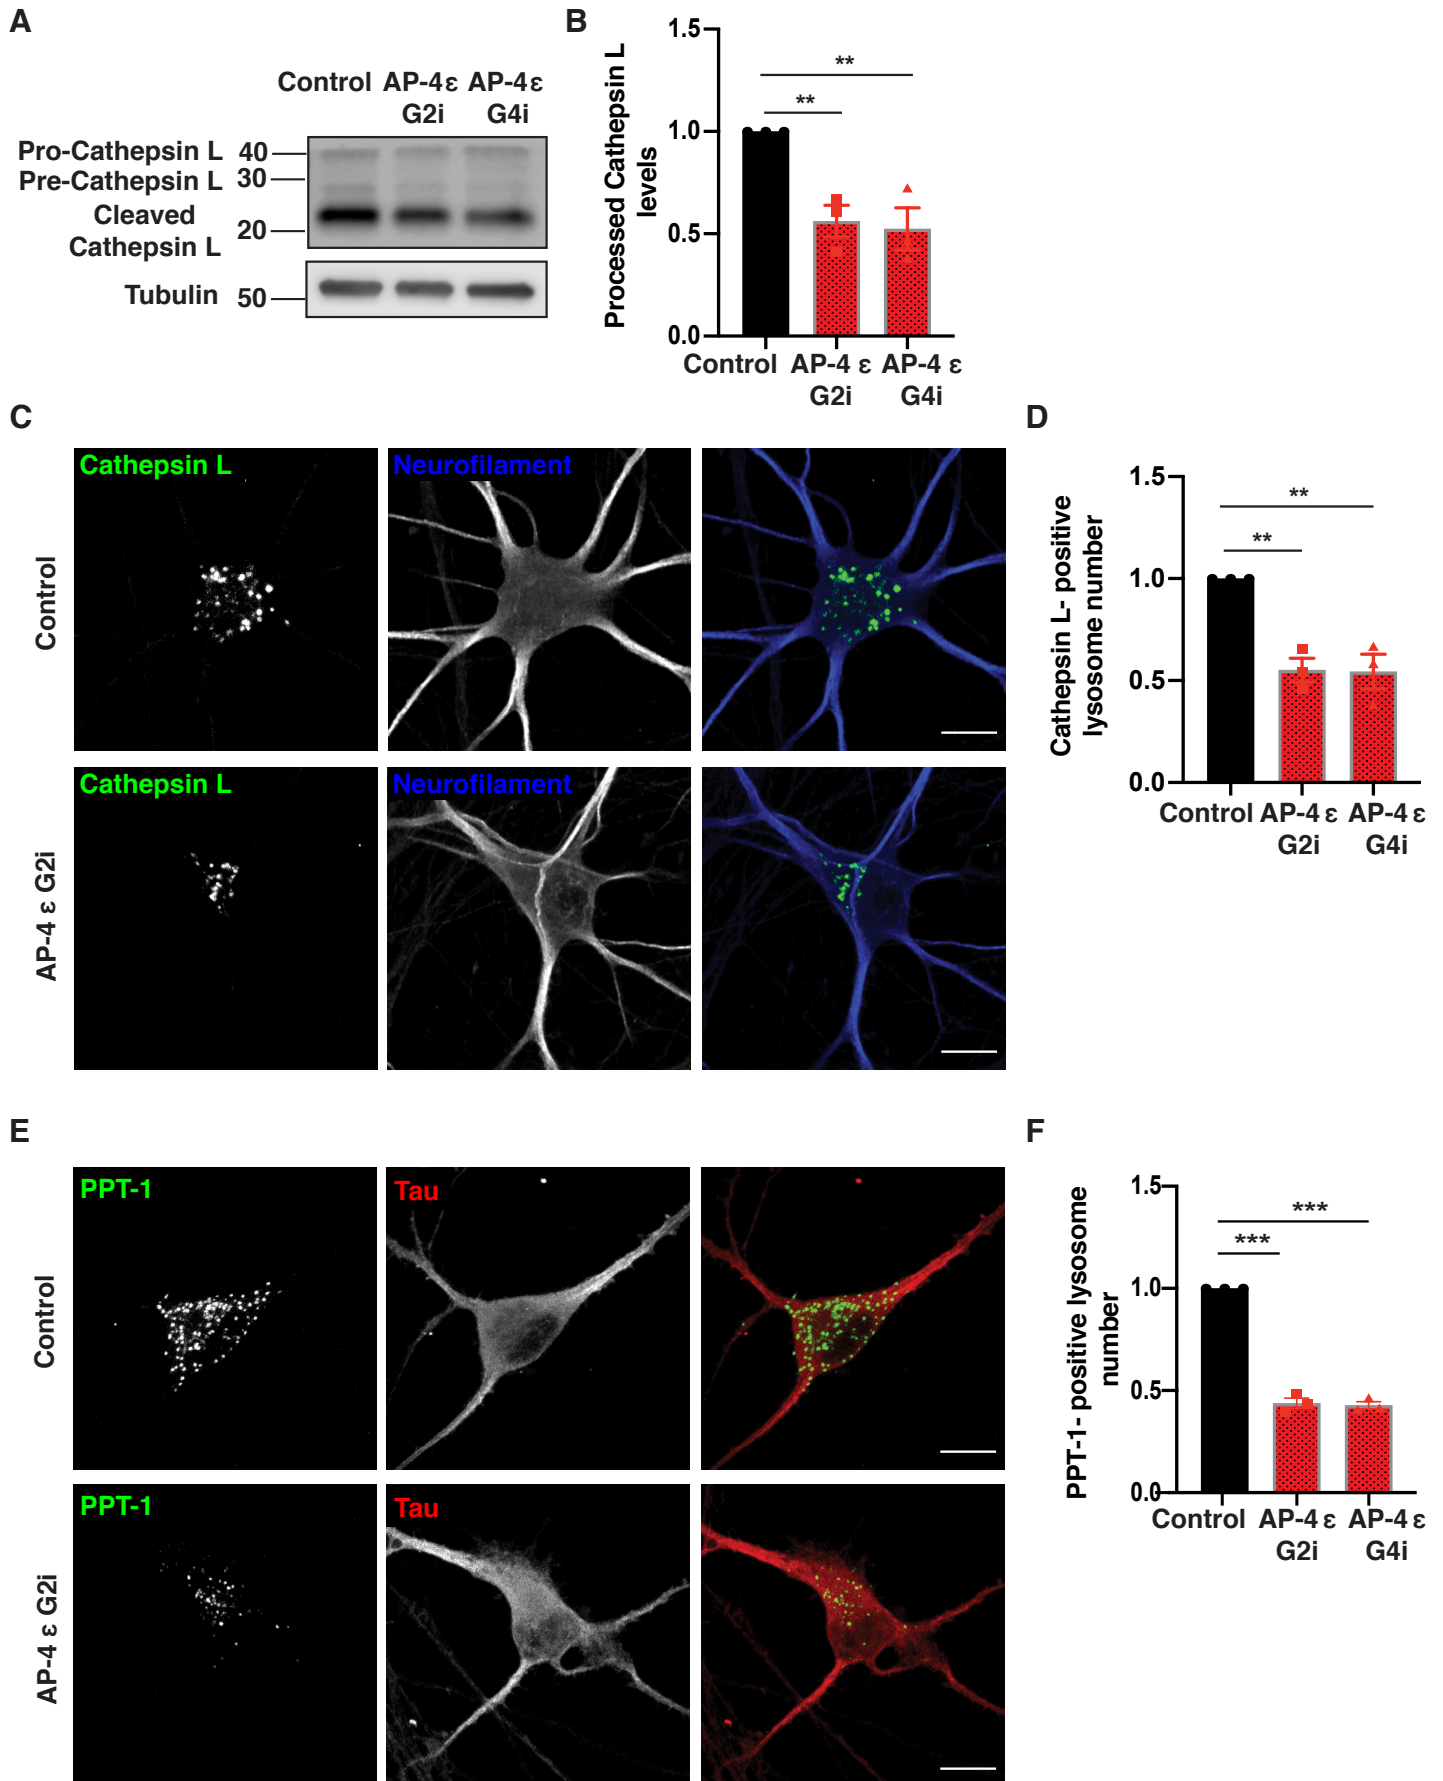 A
Control AP-4 ε AP-4 ε
G2i G4i
Pro-Cathepsin L 40
Pre-Cathepsin L 30
Cleaved
20
Cathepsin L
Tubulin 50
B
Processed Cathepsin L
levels
1.5
1.0
0.5
0.0
**
**
Control AP-4 ε AP-4 ε
G2i G4i
C
Cathepsin L Neurofilament
Control
Cathepsin L Neurofilament
AP-4 ε G2i
D
Cathepsin L- positive
lysosome number
1.5
1.0
0.5
0.0
**
**
Control AP-4 ε AP-4 ε
G2i G4i
E
PPT-1 Tau
Control
PPT-1 Tau
AP-4 ε G2i
F
PPT-1- positive lysosome
number
1.5
1.0
0.5
0.0
***
***
Control AP-4 ε AP-4 ε
G2i G4i